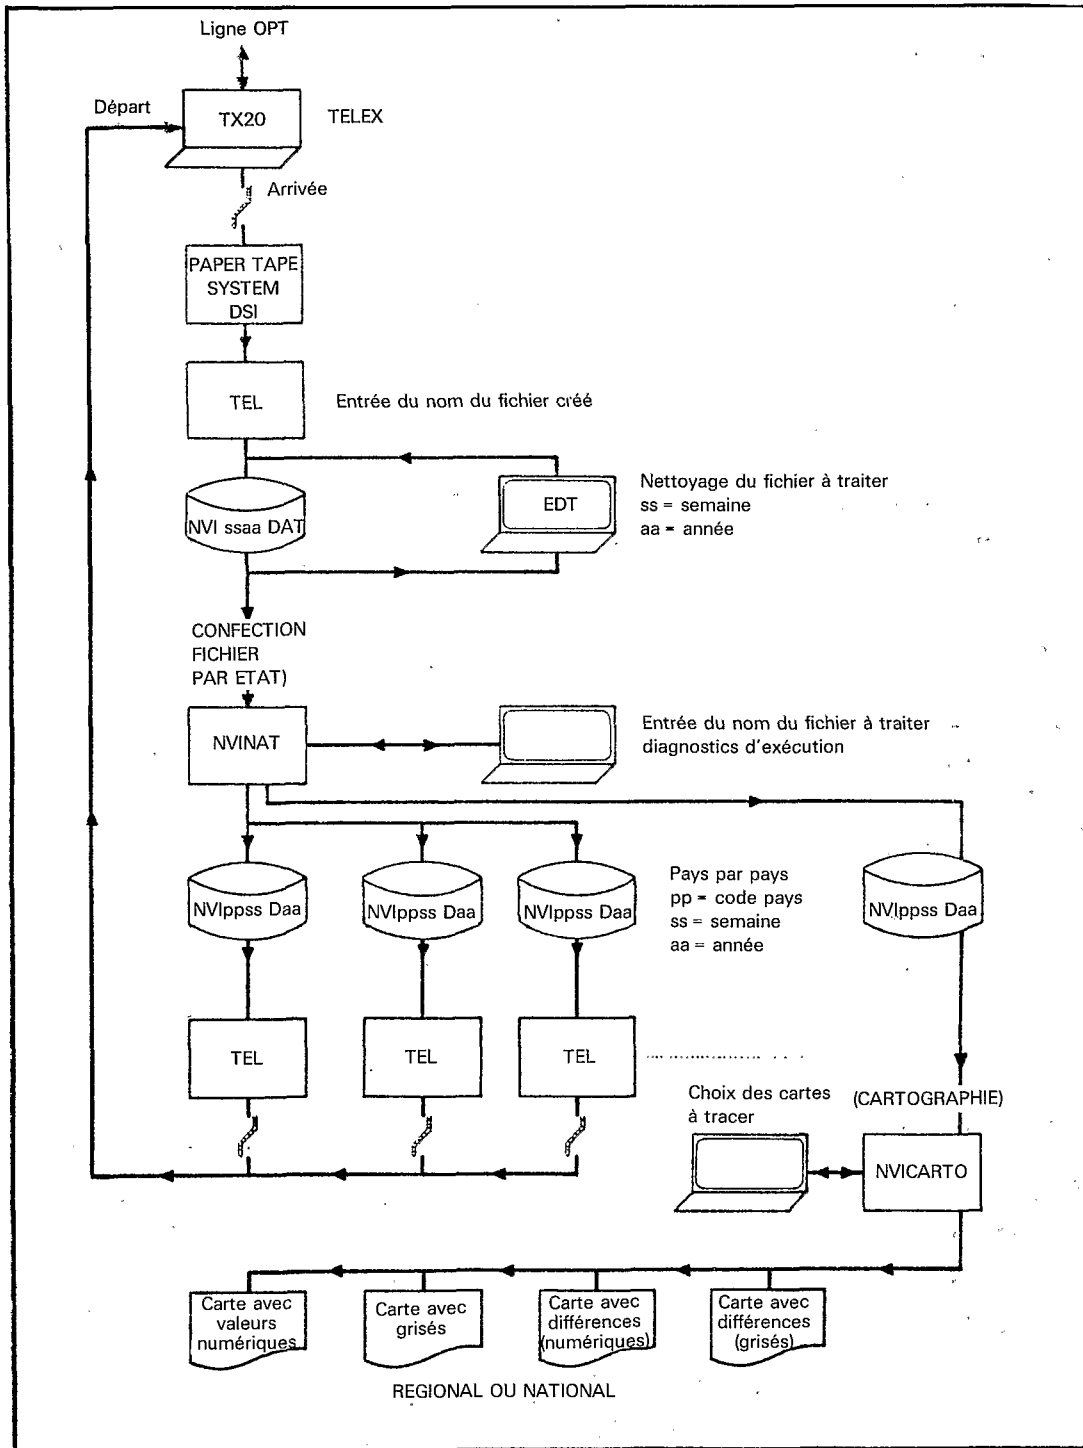 Ligne OPT
Départ
TX20
TELEX
Arrivée
PAPER TAPE
SYSTEM
DSI
TEL
Entrée du nom du fichier créé
NVI ssaa DAT
EDT
Nettoyage du fichier à traiter
ss = semaine
aa = année
CONFECTION
FICHIER
PAR ETAT)
NVINAT
Entrée du nom du fichier à traiter
diagnostics d'exécution
NVIppss Daa
NVIppss Daa
NVIppss Daa
Pays par pays
pp = code pays
ss = semaine
aa = année
NVIppss Daa
TEL
TEL
TEL
Choix des cartes
à tracer
(CARTOGRAPHIE)
NVICARTO
Carte avec
valeurs
numériques
Carte avec
grisés
Carte avec
différences
(numériques)
Carte avec
différences
(grisés)
REGIONAL OU NATIONAL